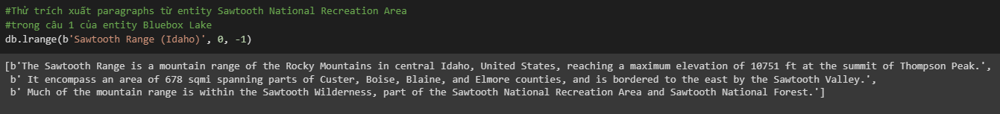 #Thử trích xuất paragraphs từ entity Sawtooth National Recreation Area
#trong câu 1 của entity Bluebox Lake
db.lrange(b'Sawtooth Range (Idaho)', 0, -1)
[b'The Sawtooth Range is a mountain range of the Rocky Mountains in central Idaho, United States, reaching a maximum elevation of 10751 ft at the summit of Thompson Peak.',
b' It encompass an area of 678 sqmi spanning parts of Custer, Boise, Blaine, and Elmore counties, and is bordered to the east by the Sawtooth Valley.',
b' Much of the mountain range is within the Sawtooth Wilderness, part of the Sawtooth National Recreation Area and Sawtooth National Forest.']